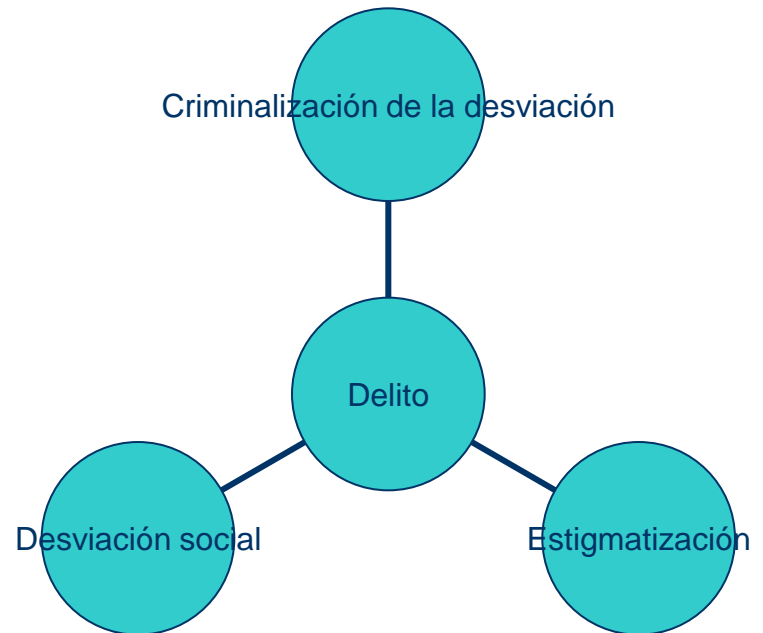 Criminalización de la desviación
Delito
Desviación social
Estigmatización